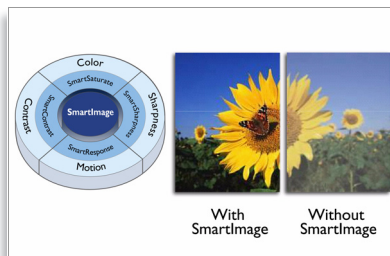 Color
SmartSaturate
Contrast
SmartContrast
SmartImage
SmartSharpness
Sharpness
SmartResponse
Motion
With
SmartImage
Without
SmartImage